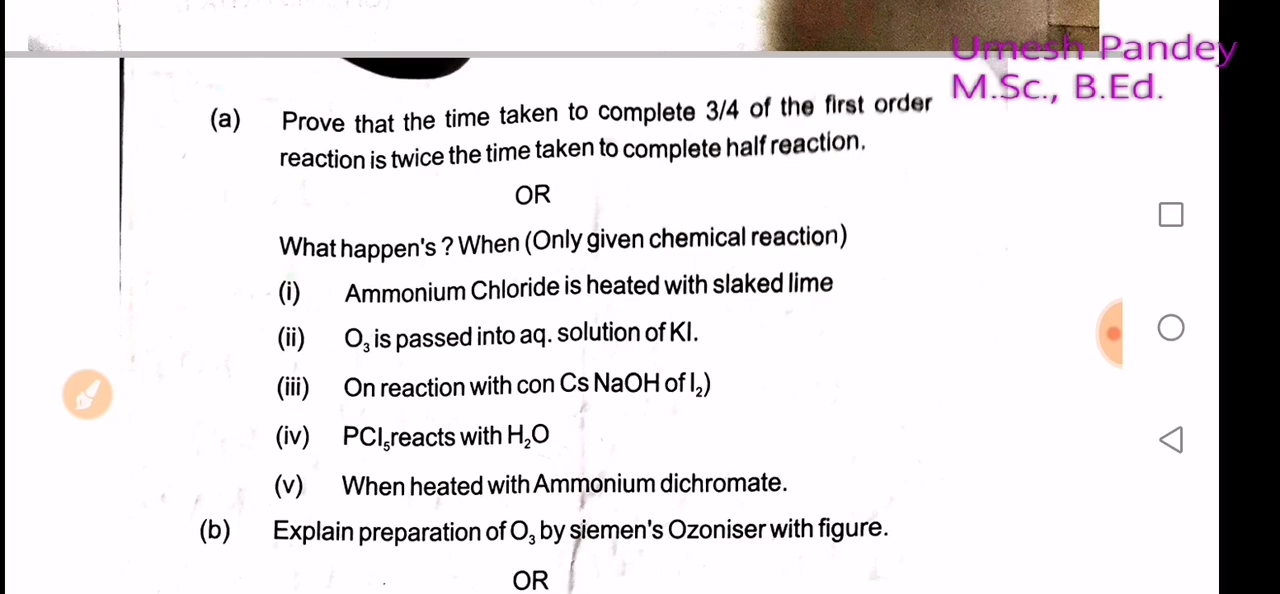 Umesh Pandey
M.Sc., B.Ed.
(a) Prove that the time taken to complete 3/4 of the first order
reaction is twice the time taken to complete half reaction.
OR
What happen's ? When (Only given chemical reaction)
(i) Ammonium Chloride is heated with slaked lime
(ii) O₃ is passed into aq. solution of KI.
(iii) On reaction with con Cs NaOH of I₂)
(iv) PCl₅reacts with H₂O
(v) When heated with Ammonium dichromate.
(b) Explain preparation of O₃ by siemen's Ozoniser with figure.
OR